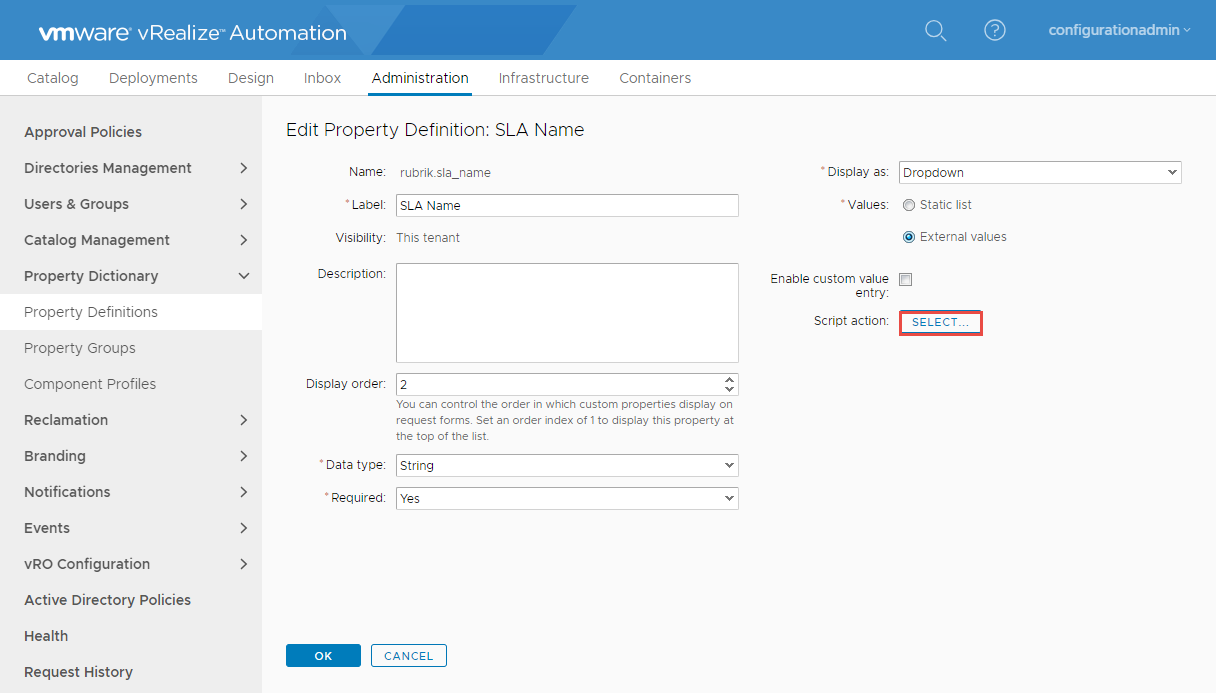 vmware® vRealize™ Automation
configurationadmin
Catalog
Deployments
Design
Inbox
Administration
Infrastructure
Containers
Approval Policies
Directories Management
Users & Groups
Catalog Management
Property Dictionary
Property Definitions
Property Groups
Component Profiles
Reclamation
Branding
Notifications
Events
vRO Configuration
Active Directory Policies
Health
Request History
Edit Property Definition: SLA Name
Name: rubrik.sla_name
* Label: SLA Name
Visibility: This tenant
Description:
Display order: 2
You can control the order in which custom properties display on
request forms. Set an order index of 1 to display this property at
the top of the list.
* Data type: String
* Required: Yes
* Display as: Dropdown
* Values: Static list
External values
Enable custom value
entry:
Script action: SELECT...
OK
CANCEL